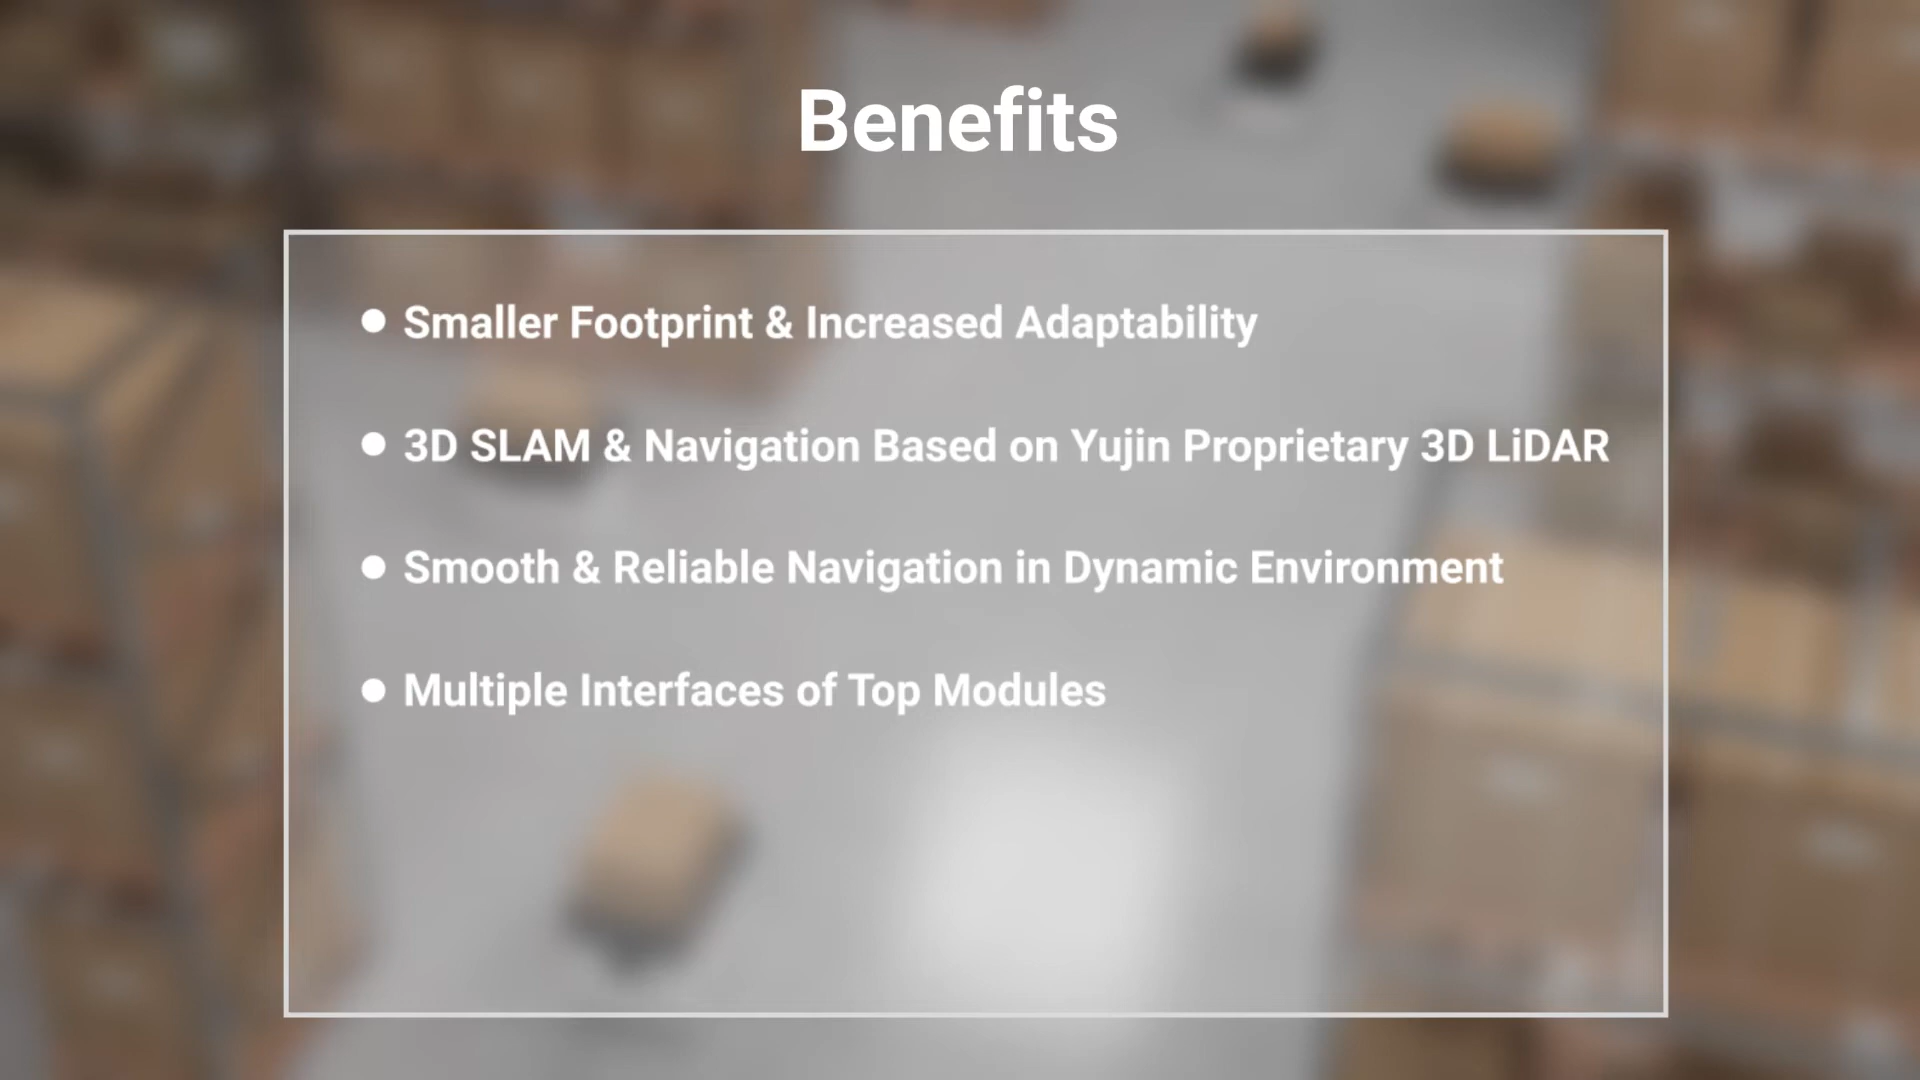 Benefits
● Smaller Footprint & Increased Adaptability
● 3D SLAM & Navigation Based on Yujin Proprietary 3D LiDAR
● Smooth & Reliable Navigation in Dynamic Environment
● Multiple Interfaces of Top Modules